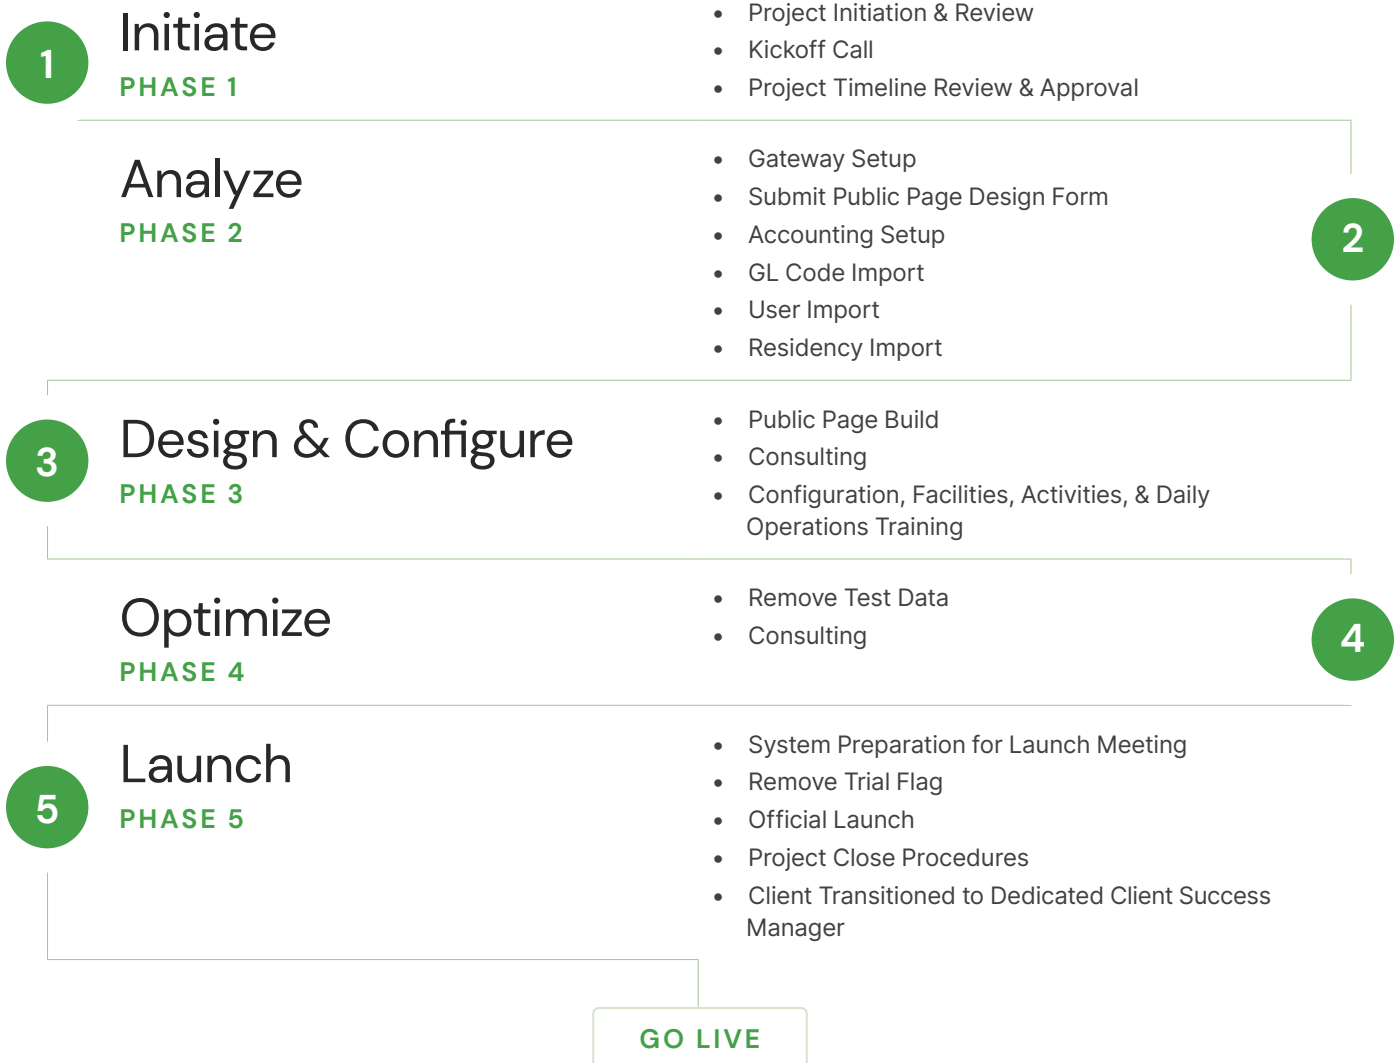 1
Initiate
PHASE 1
• Project Initiation & Review
• Kickoff Call
• Project Timeline Review & Approval
Analyze
PHASE 2
• Gateway Setup
• Submit Public Page Design Form
• Accounting Setup
• GL Code Import
• User Import
• Residency Import
2
3
Design & Configure
PHASE 3
• Public Page Build
• Consulting
• Configuration, Facilities, Activities, & Daily
Operations Training
Optimize
PHASE 4
• Remove Test Data
• Consulting
4
5
Launch
PHASE 5
• System Preparation for Launch Meeting
• Remove Trial Flag
• Official Launch
• Project Close Procedures
• Client Transitioned to Dedicated Client Success
Manager
GO LIVE